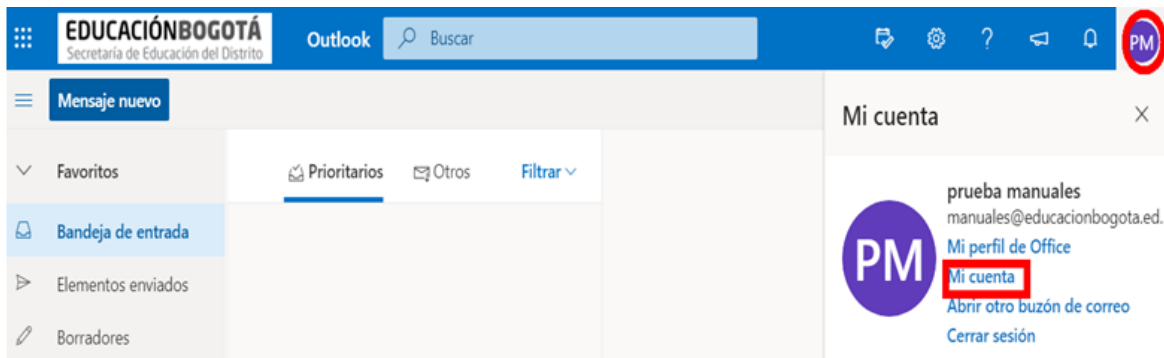 EDUCACIÓNBOGOTÁ
Secretaría de Educación del Distrito
Outlook
Buscar
PM
Mensaje nuevo
Mi cuenta
Favoritos
Prioritarios
Otros
Filtrar
Bandeja de entrada
Elementos enviados
Borradores
PM
prueba manuales
manuales@educacionbogota.ed.
Mi perfil de Office
Mi cuenta
Abrir otro buzón de correo
Cerrar sesión